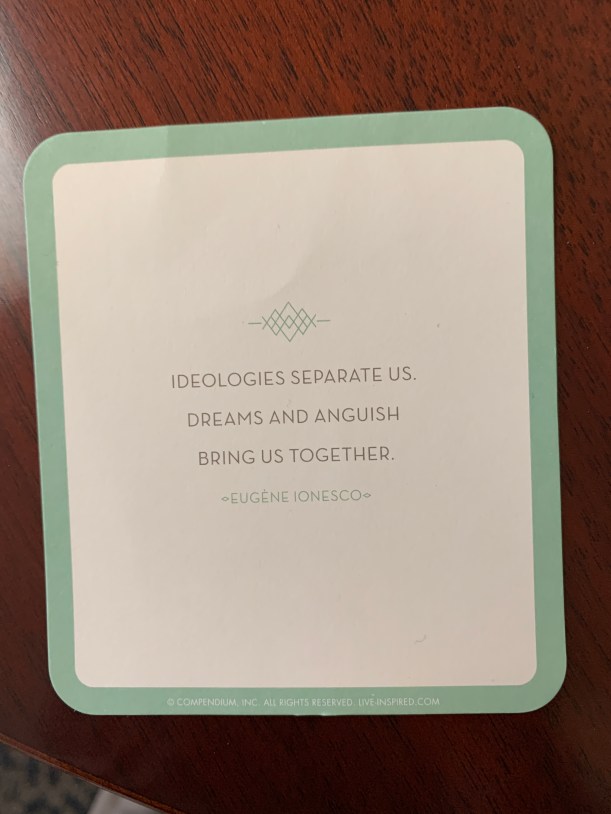 IDEOLOGIES SEPARATE US.
DREAMS AND ANGUISH
BRING US TOGETHER.
EUGÈNE IONESCO
© COMPENDIUM, INC. ALL RIGHTS RESERVED. LIVE-INSPIRED.COM